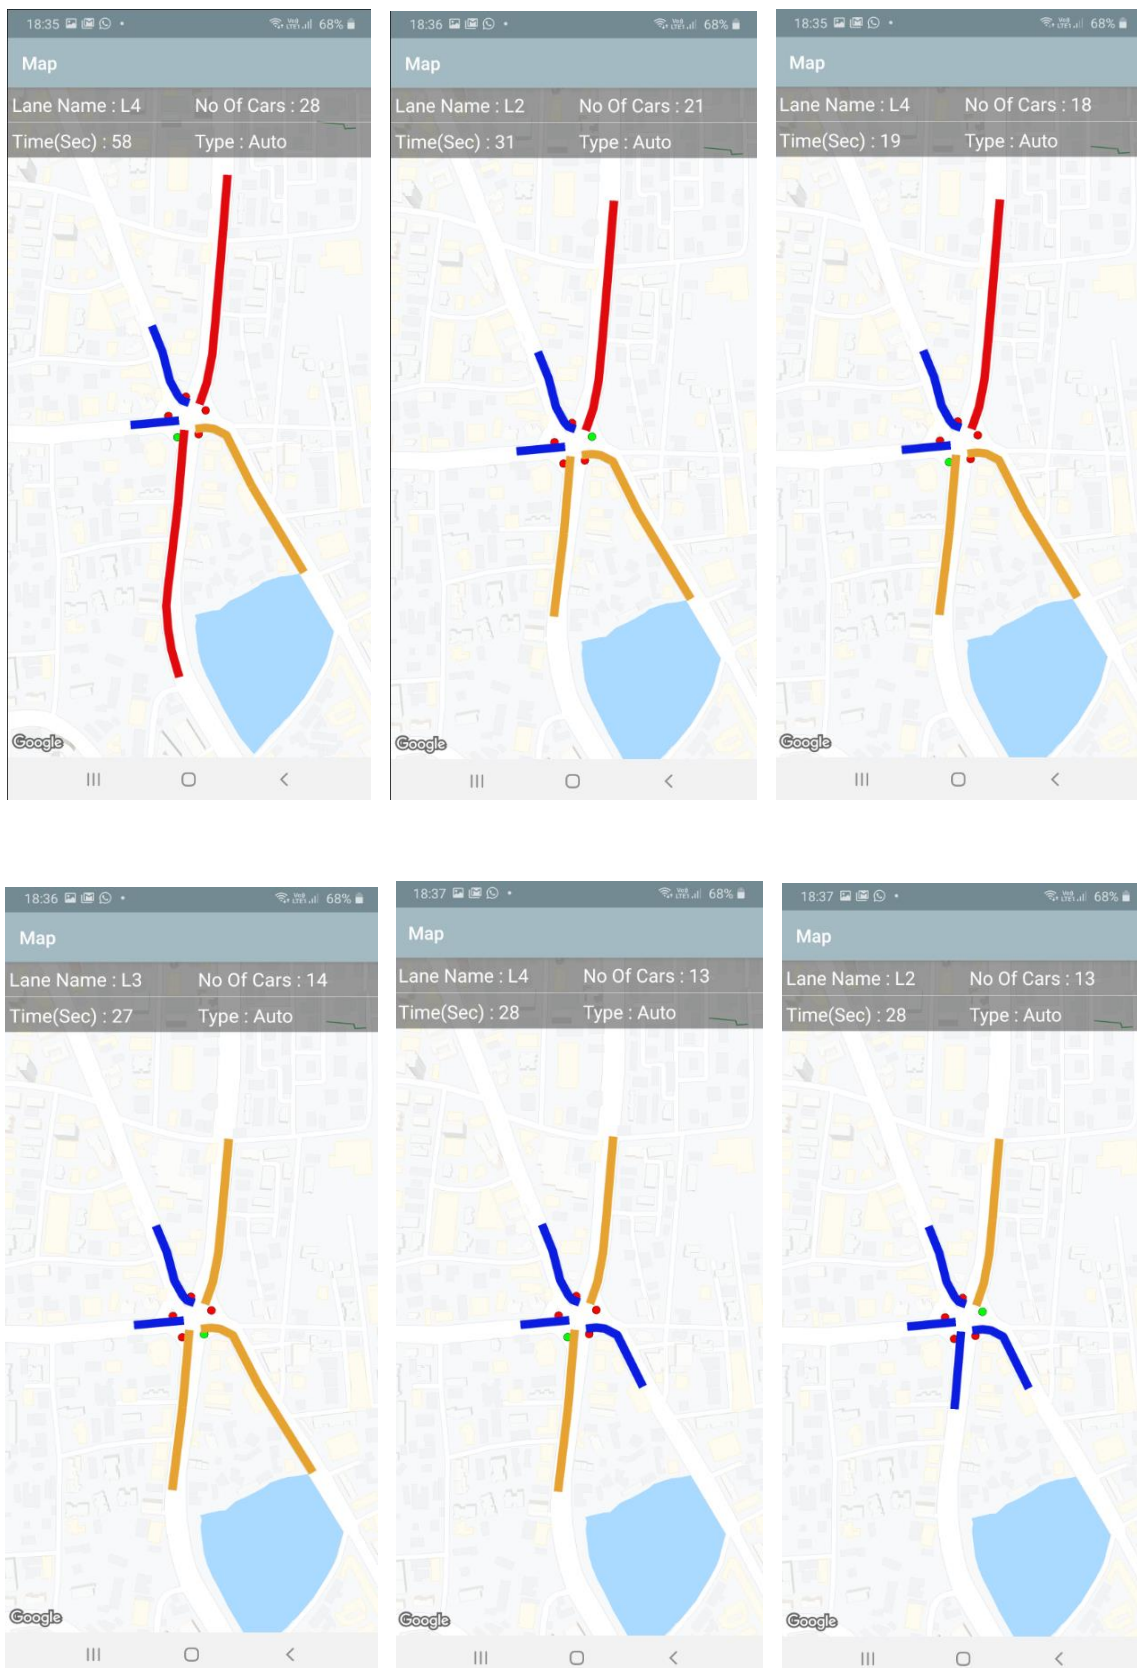 18:35 68%
Map
Lane Name : L4 No Of Cars : 28
Time(Sec) : 58 Type : Auto
Google
18:36 68%
Map
Lane Name : L2 No Of Cars : 21
Time(Sec) : 31 Type : Auto
Google
18:35 68%
Map
Lane Name : L4 No Of Cars : 18
Time(Sec) : 19 Type : Auto
Google
18:36 68%
Map
Lane Name : L3 No Of Cars : 14
Time(Sec) : 27 Type : Auto
Google
18:37 68%
Map
Lane Name : L4 No Of Cars : 13
Time(Sec) : 28 Type : Auto
Google
18:37 68%
Map
Lane Name : L2 No Of Cars : 13
Time(Sec) : 28 Type : Auto
Google